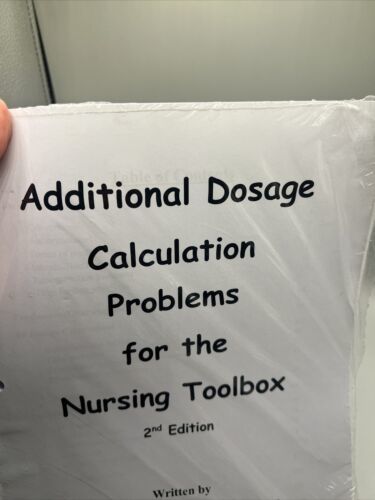 Additional Dosage
Calculation
Problems
for the
Nursing Toolbox
2nd Edition
Written by